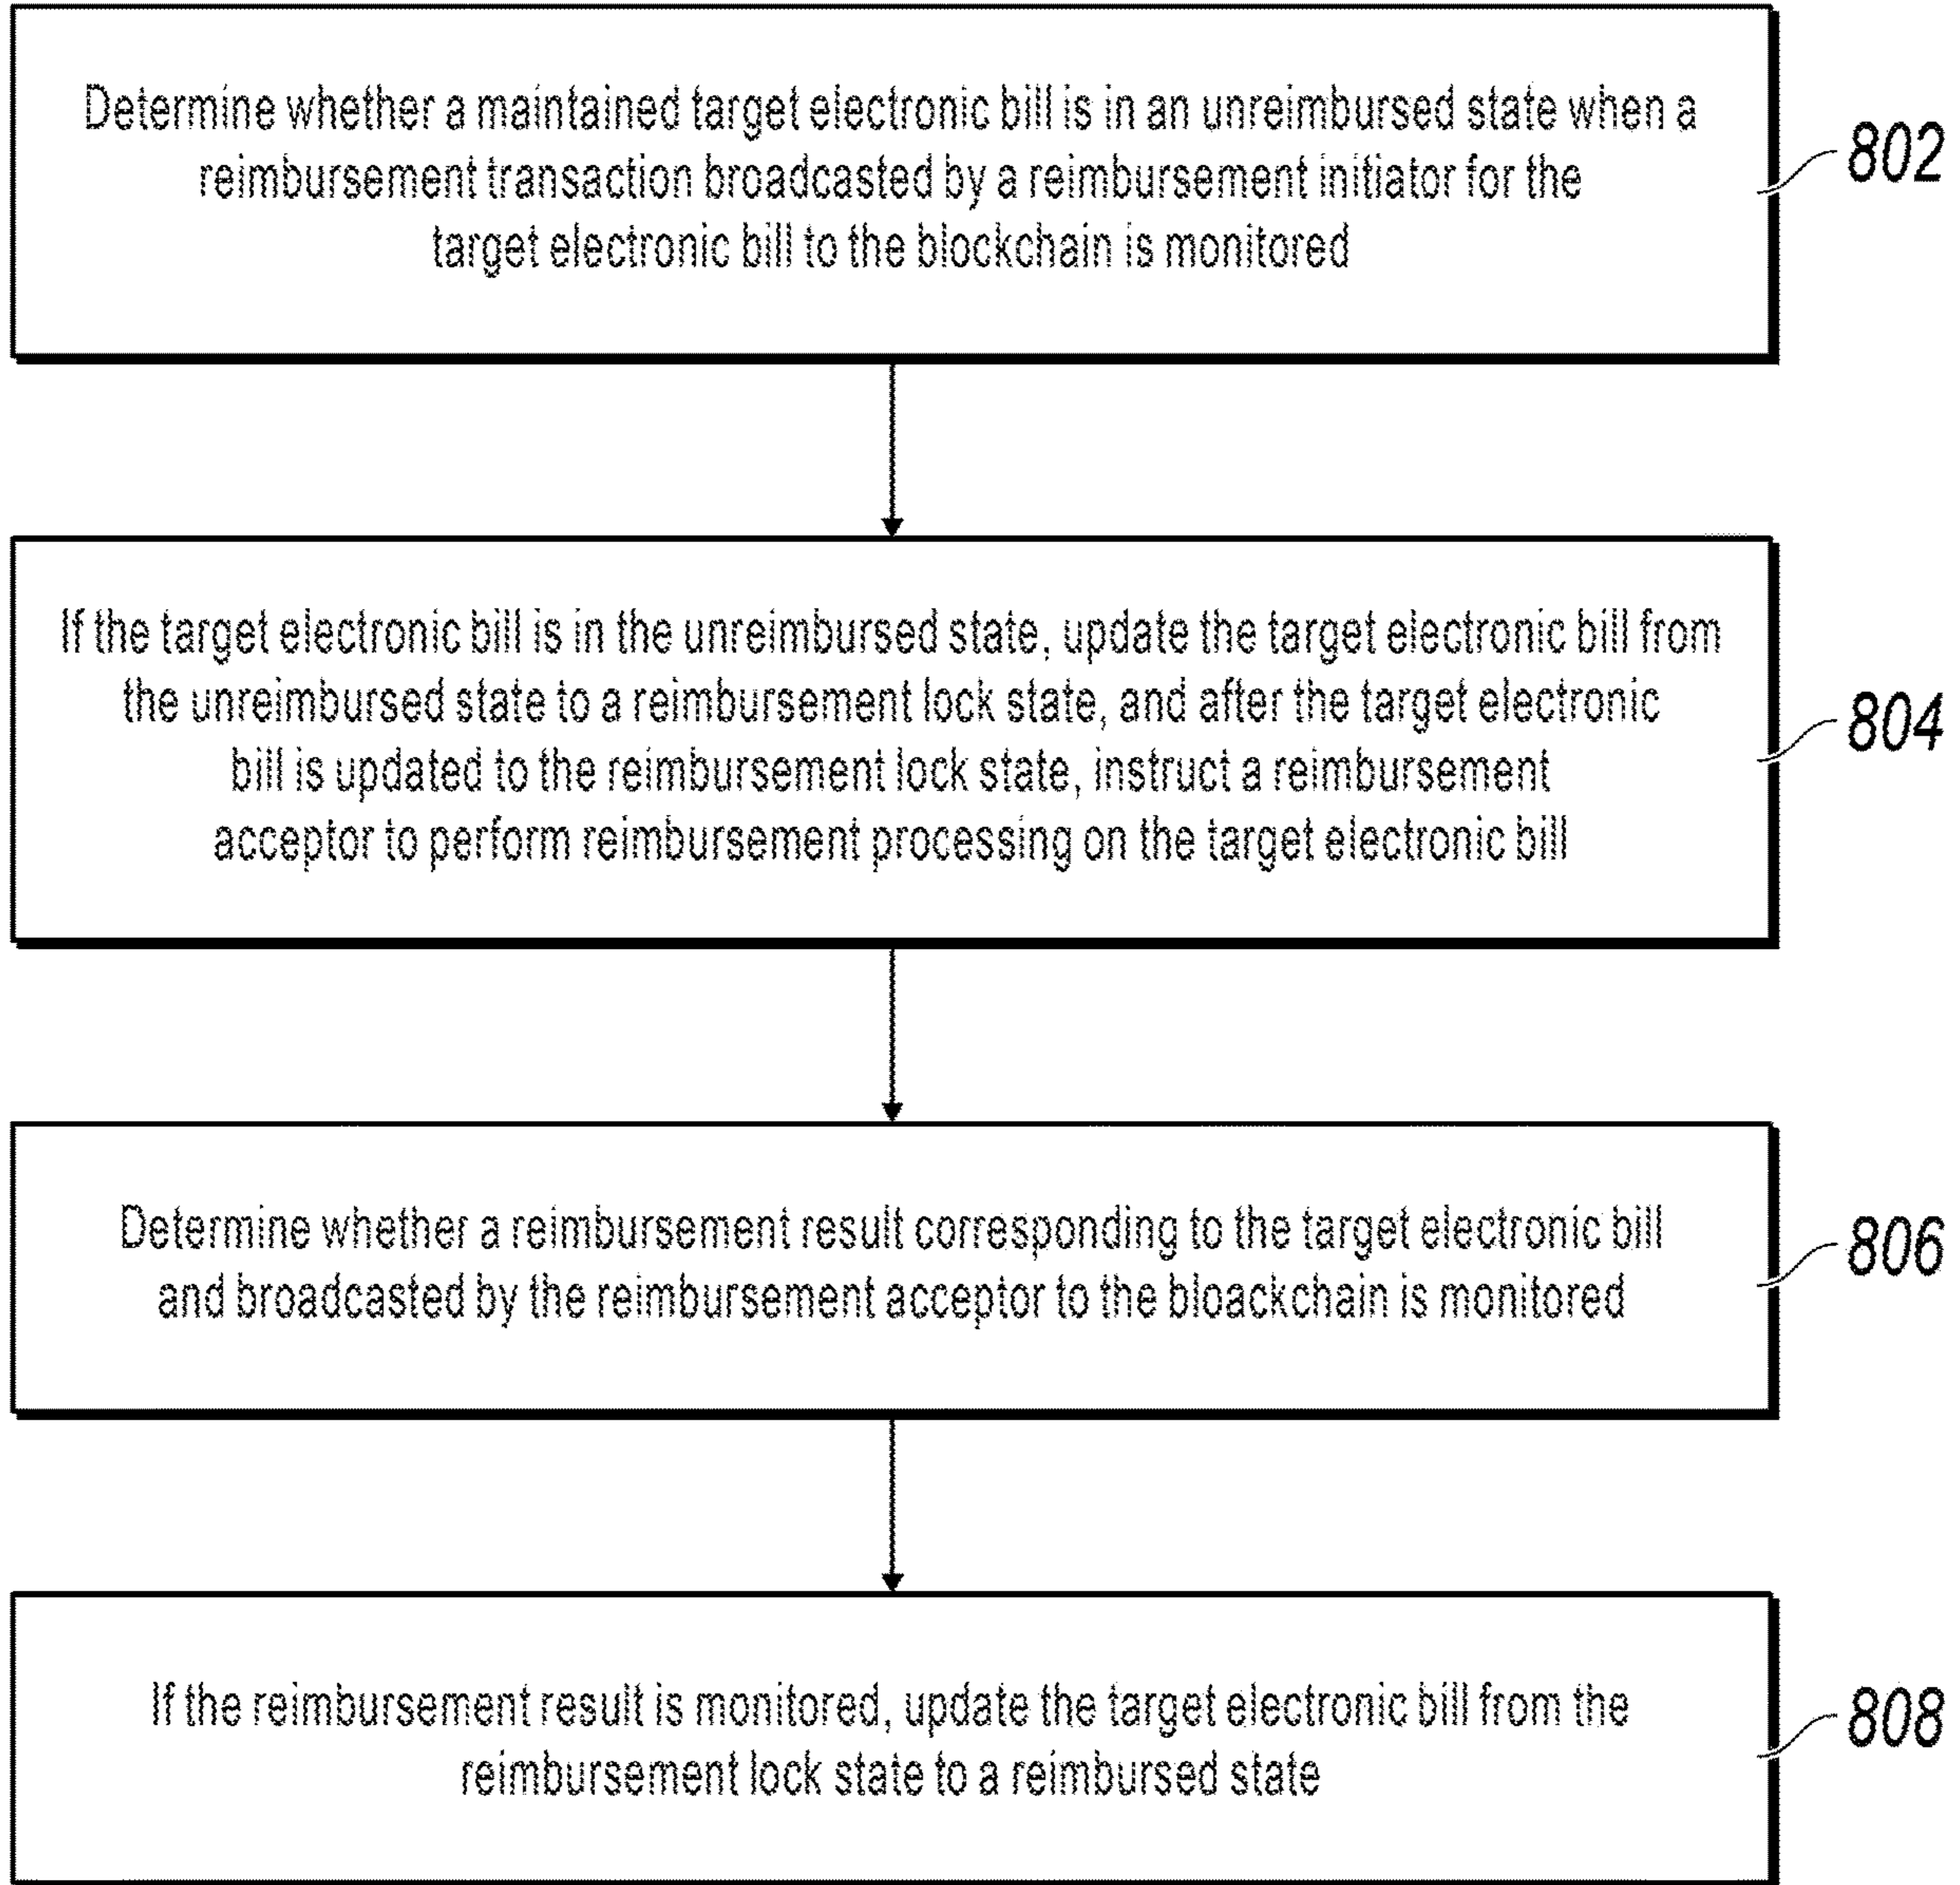 Determine whether a maintained target electronic bill is in an unreimbursed state when a
reimbursement transaction broadcasted by a reimbursement initiator for the
target electronic bill to the blockchain is monitored
802
If the target electronic bill is in the unreimbursed state, update the target electronic bill from
the unreimbursed state to a reimbursement lock state, and after the target electronic
bill is updated to the reimbursement lock state, instruct a reimbursement
acceptor to perform reimbursement processing on the target electronic bill
804
Determine whether a reimbursement result corresponding to the target electronic bill
and broadcasted by the reimbursement acceptor to the bloackchain is monitored
806
If the reimbursement result is monitored, update the target electronic bill from the
reimbursement lock state to a reimbursed state
808